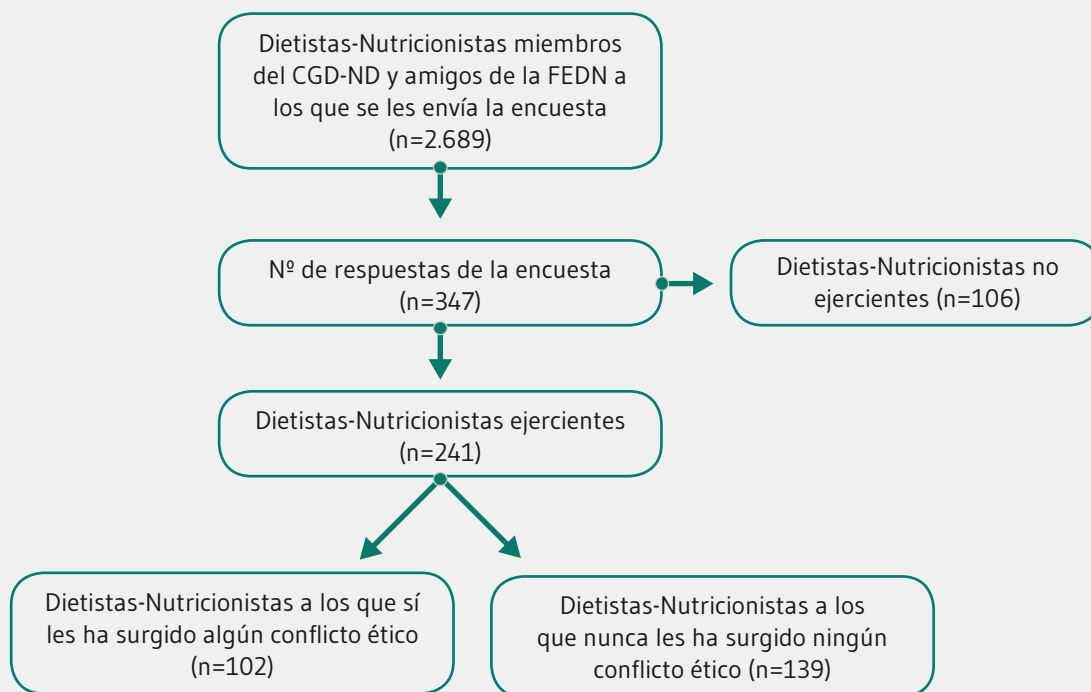 Dietistas-Nutricionistas miembros
del CGD-ND y amigos de la FEDN a
los que se les envía la encuesta
(n=2.689)
Nº de respuestas de la encuesta
(n=347)
Dietistas-Nutricionistas no
ejercientes (n=106)
Dietistas-Nutricionistas ejercientes
(n=241)
Dietistas-Nutricionistas a los que sí
les ha surgido algún conflicto ético
(n=102)
Dietistas-Nutricionistas a los
que nunca les ha surgido ningún
conflicto ético (n=139)